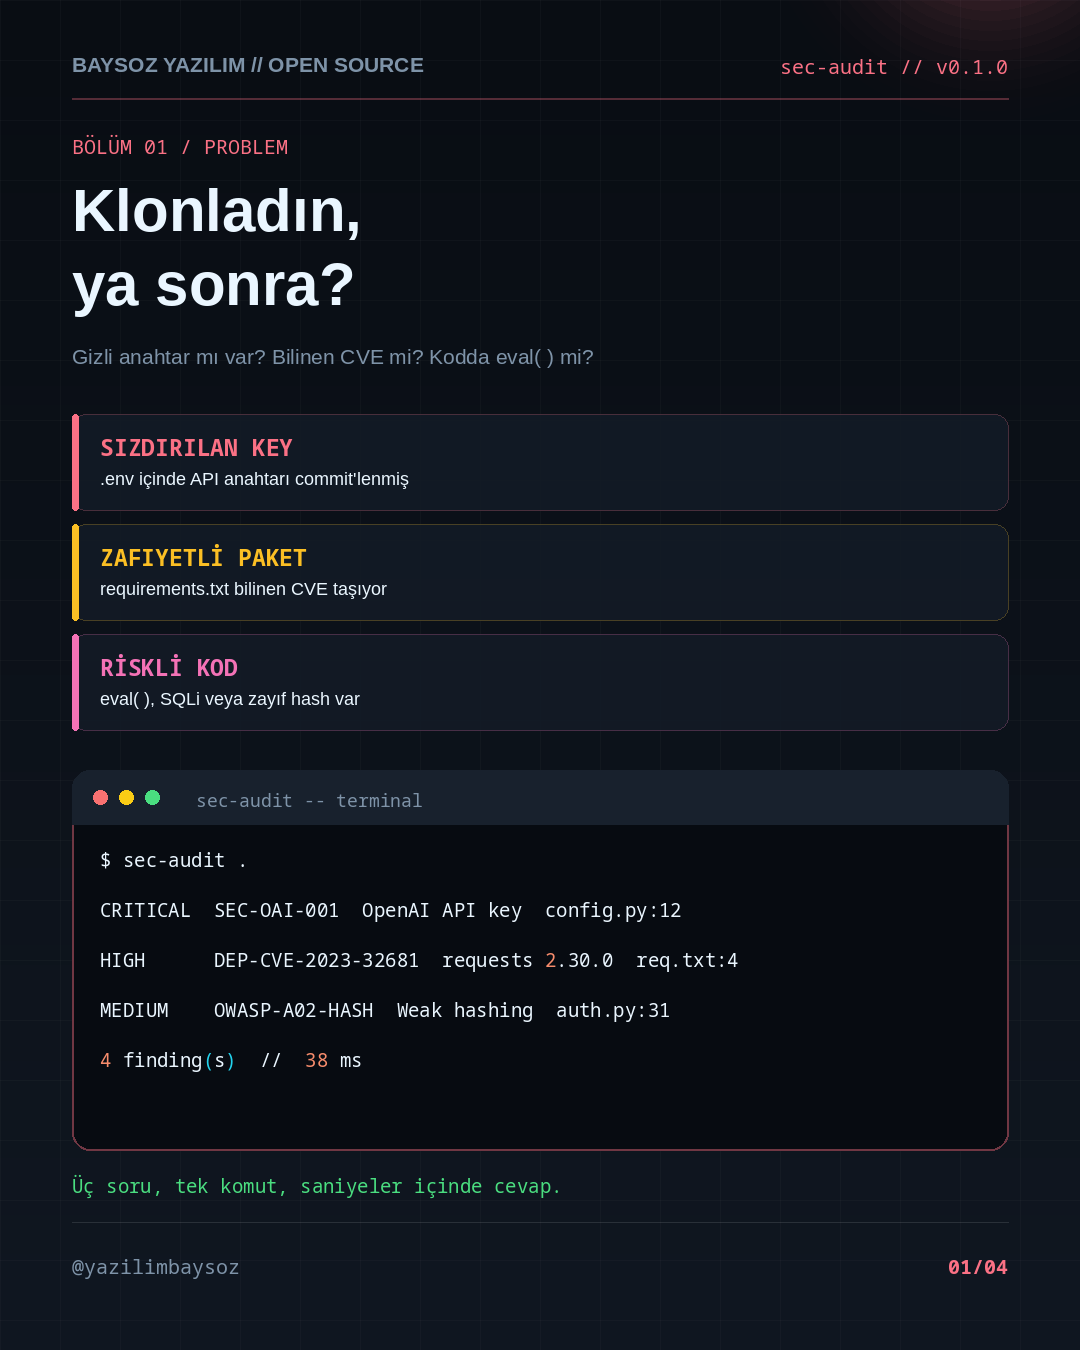 BAYSOZ YAZILIM // OPEN SOURCE
sec-audit // v0.1.0
BÖLÜM 01 / PROBLEM
Klonladın,
ya sonra?
Gizli anahtar mı var? Bilinen CVE mi? Kodda eval( ) mi?
SIZDIRILAN KEY
.env içinde API anahtarı commit'lenmiş
ZAFIYETLİ PAKET
requirements.txt bilinen CVE taşıyor
RİSKLİ KOD
eval( ), SQLi veya zayıf hash var
sec-audit -- terminal
$ sec-audit .
CRITICAL  SEC-OAI-001  OpenAI API key  config.py:12
HIGH      DEP-CVE-2023-32681  requests 2.30.0  req.txt:4
MEDIUM    OWASP-A02-HASH  Weak hashing  auth.py:31
4 finding(s)  //  38 ms
Üç soru, tek komut, saniyeler içinde cevap.
@yazilimbaysoz
01/04